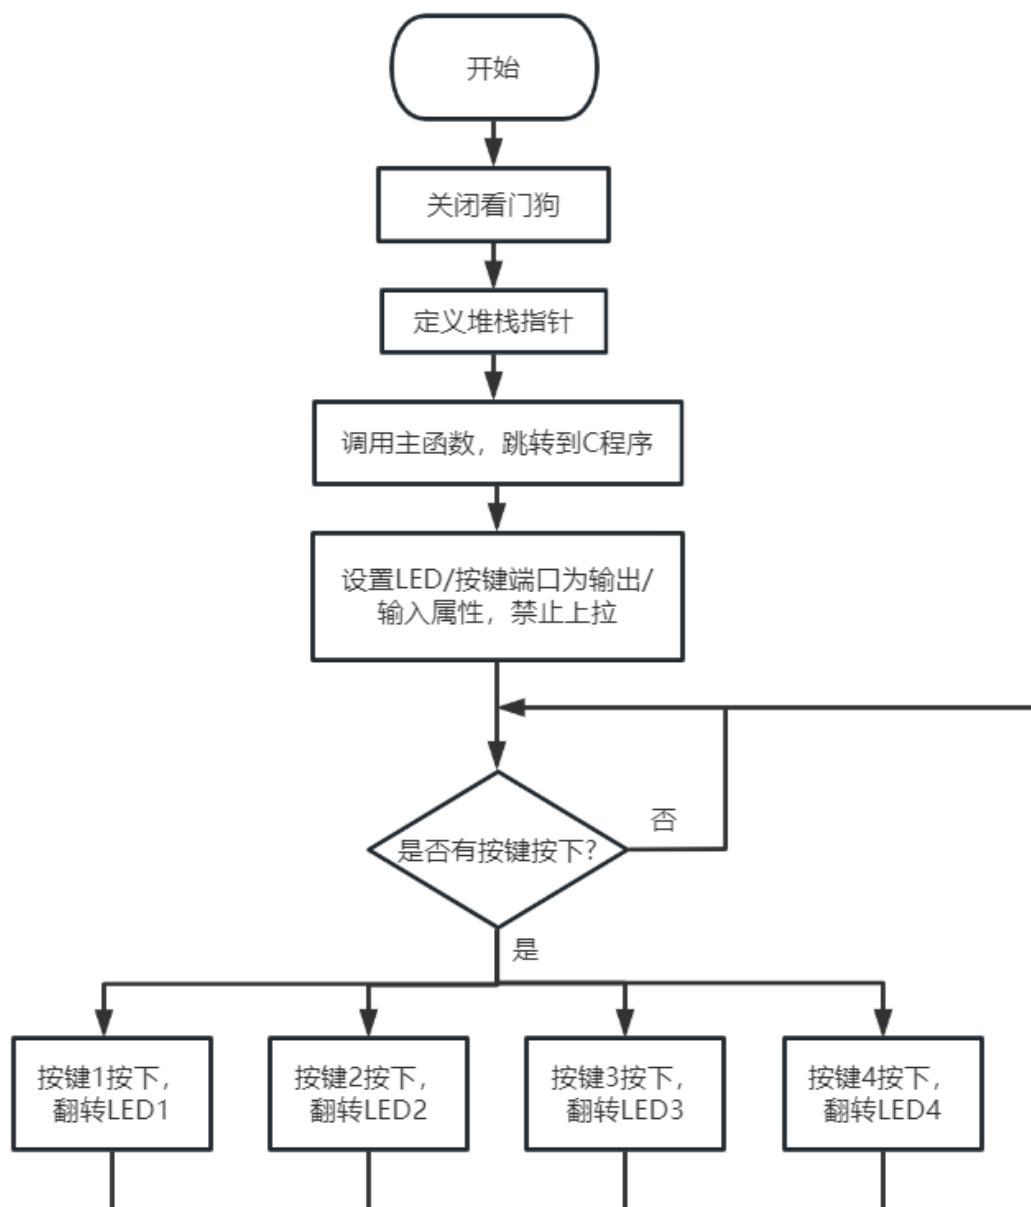 开始
关闭看门狗
定义堆栈指针
调用主函数，跳转到C程序
设置LED/按键端口为输出/
输入属性，禁止上拉
否
是否有按键按下?
是
按键1按下，
翻转LED1
按键2按下，
翻转LED2
按键3按下，
翻转LED3
按键4按下，
翻转LED4